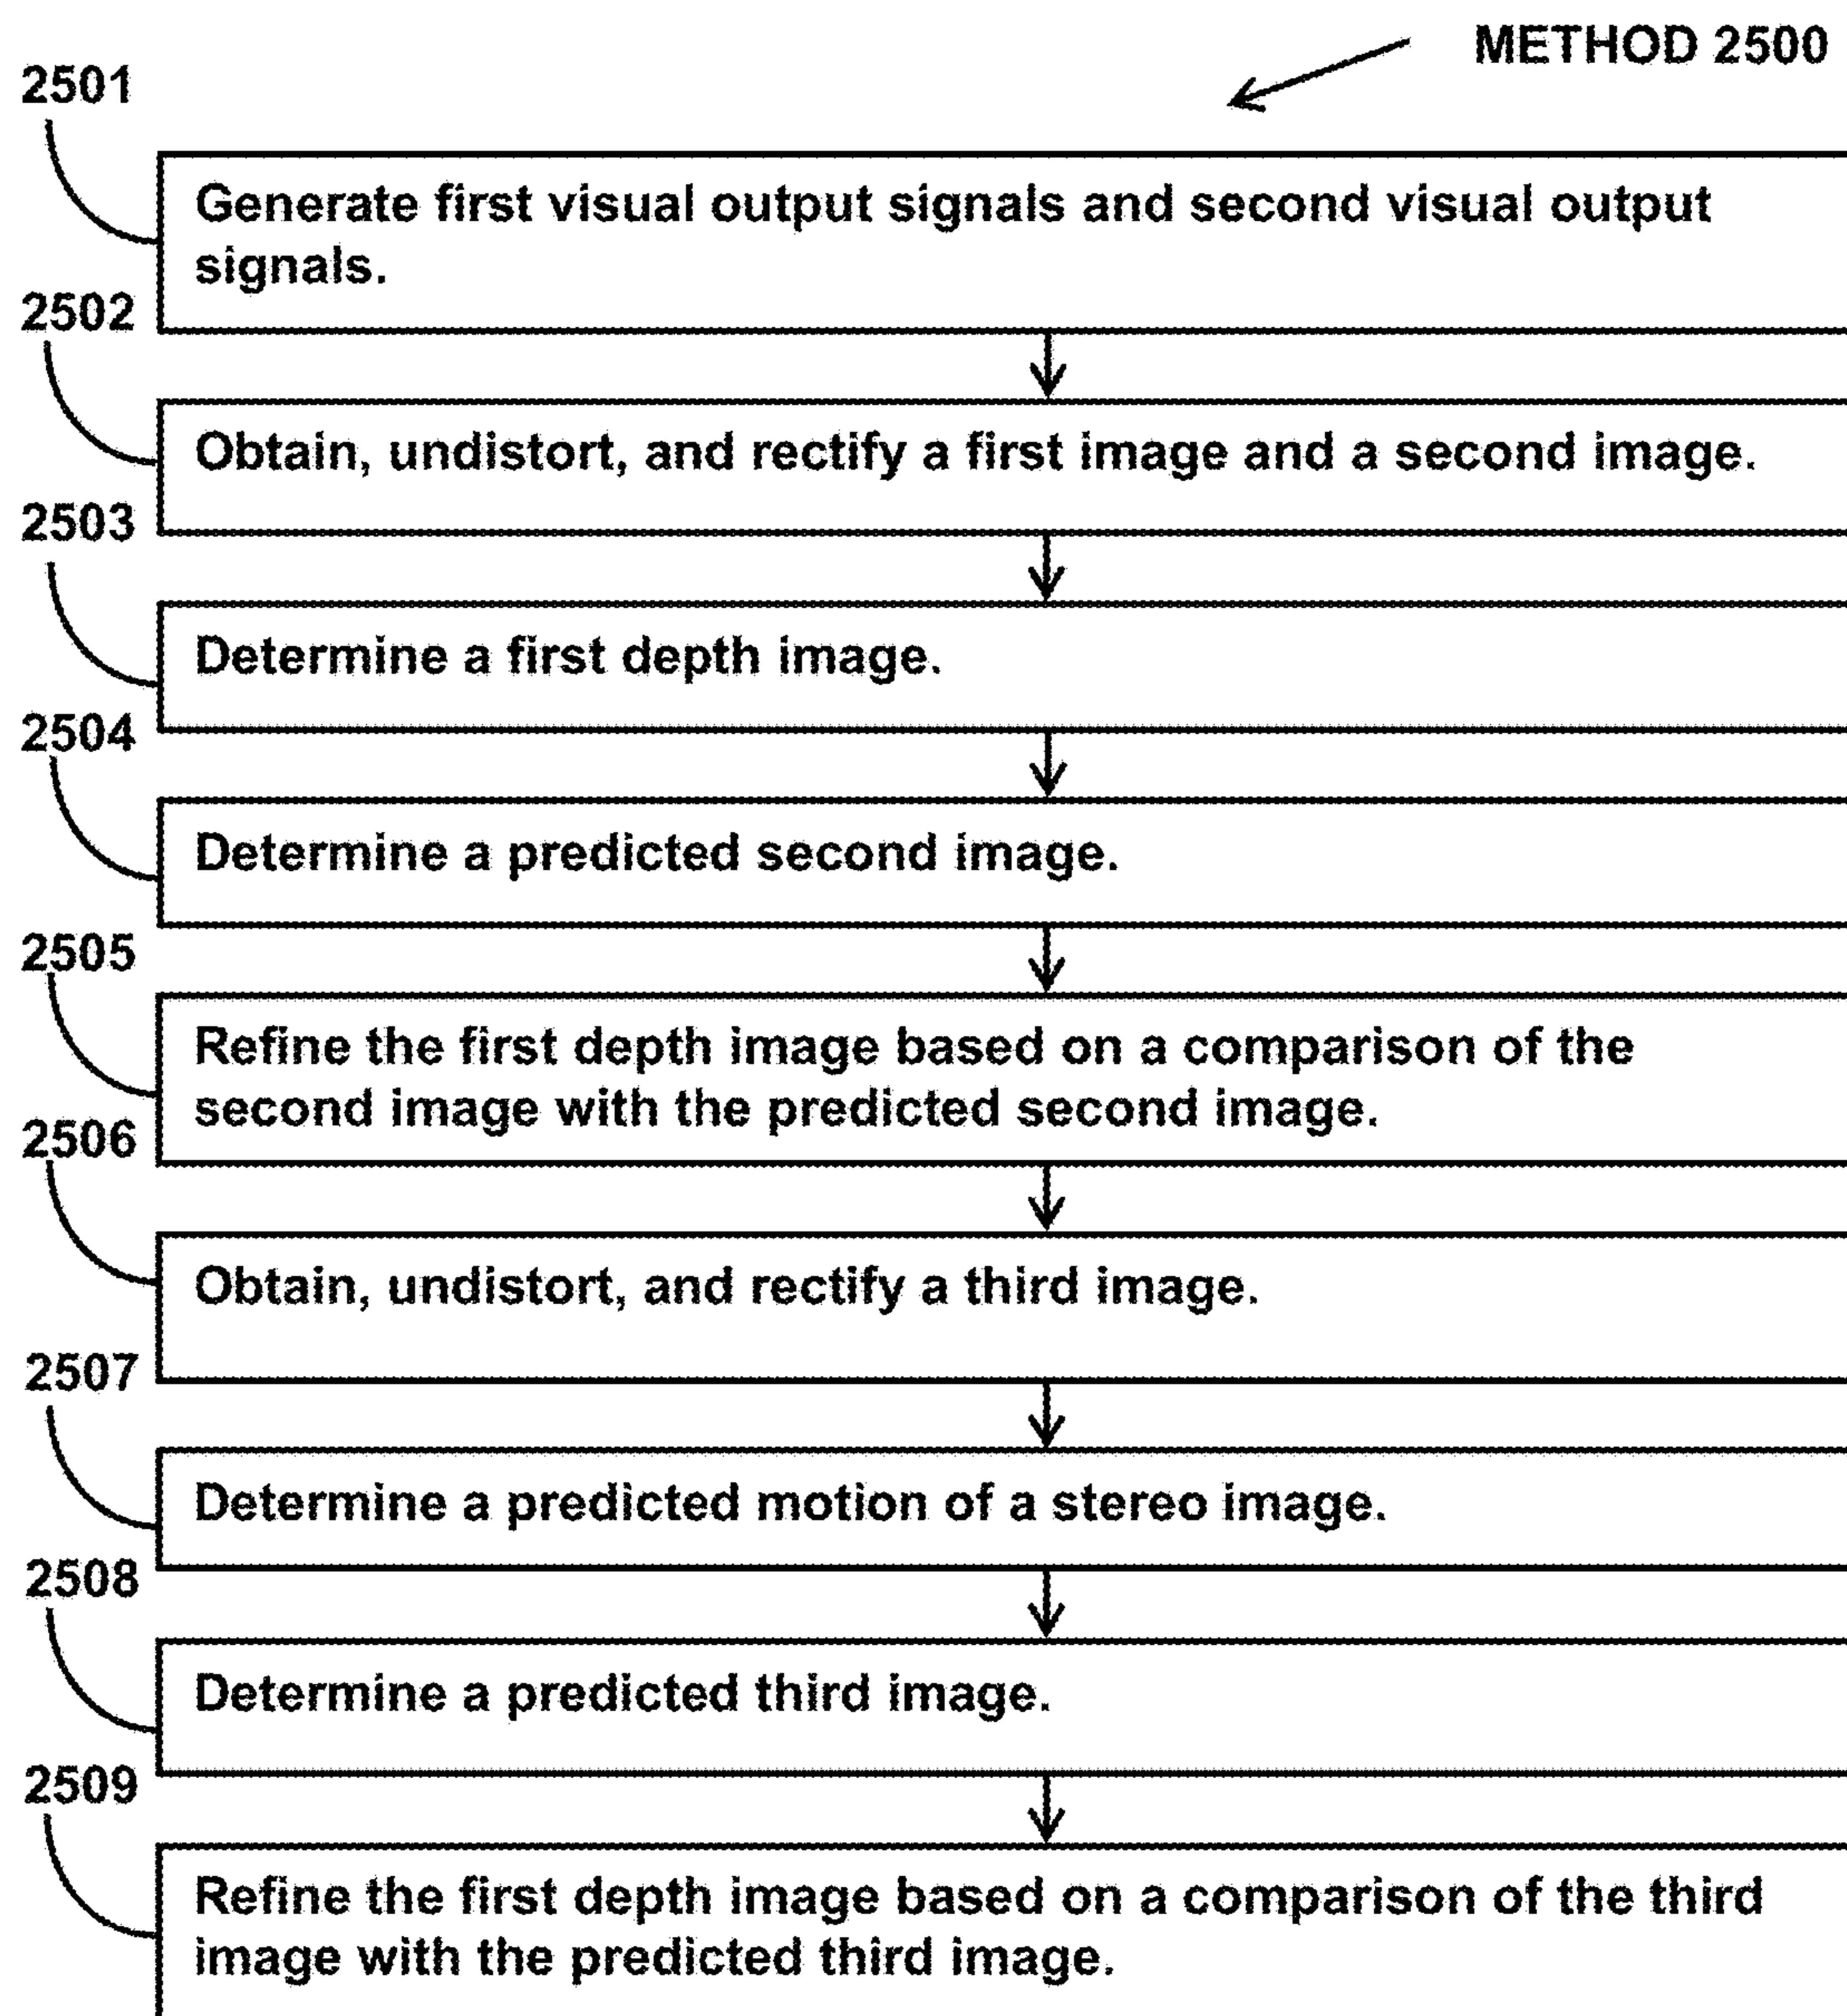 METHOD 2500
2501
Generate first visual output signals and second visual output
signals.
2502
Obtain, undistort, and rectify a first image and a second image.
2503
Determine a first depth image.
2504
Determine a predicted second image.
2505
Refine the first depth image based on a comparison of the
second image with the predicted second image.
2506
Obtain, undistort, and rectify a third image.
2507
Determine a predicted motion of a stereo image.
2508
Determine a predicted third image.
2509
Refine the first depth image based on a comparison of the third
image with the predicted third image.